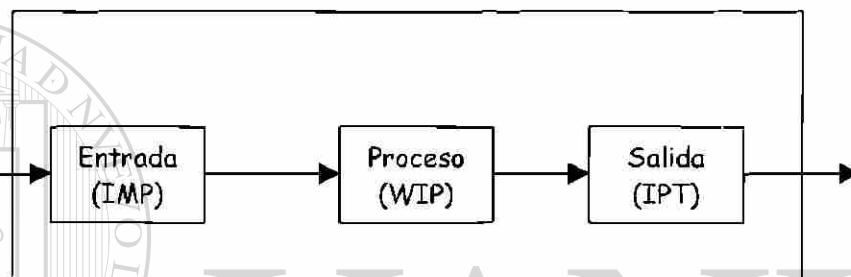 Entrada
(IMP)
Proceso
(WIP)
Salida
(IPT)